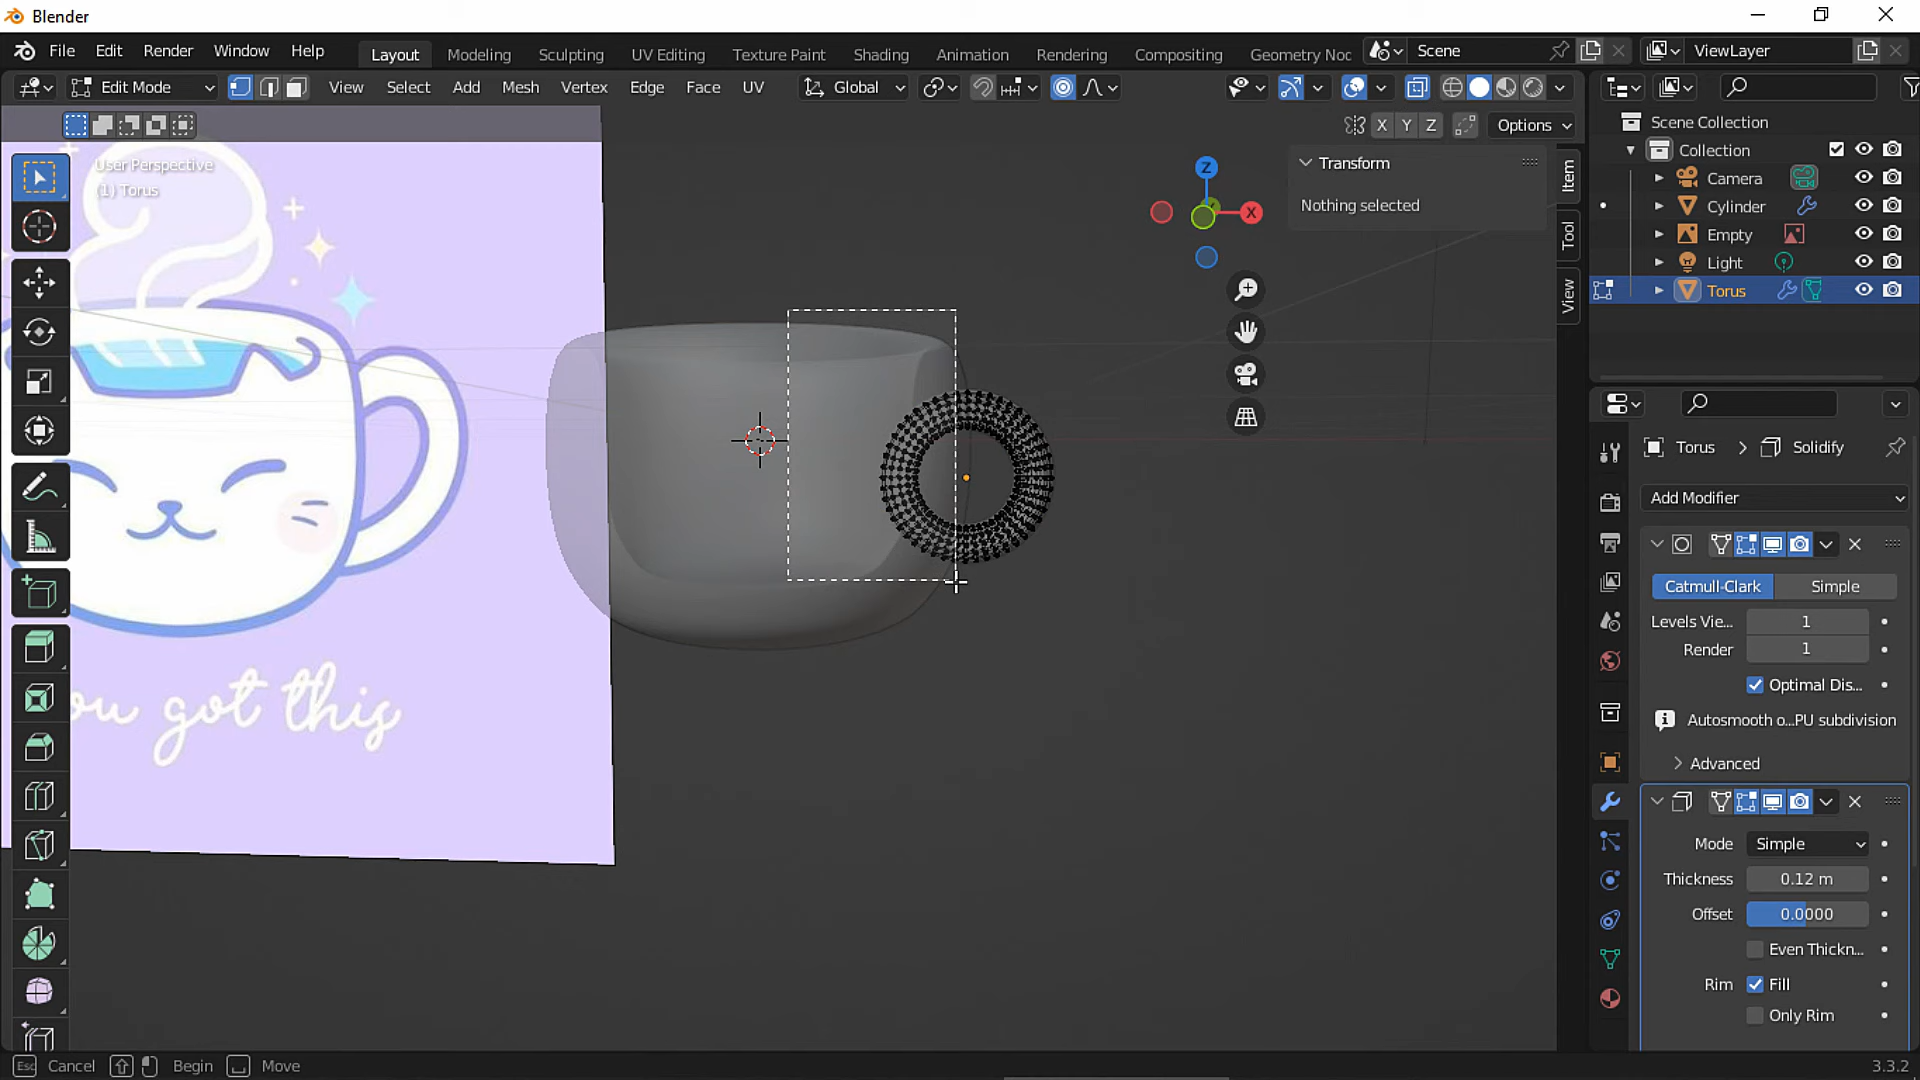 Blender
File Edit Render Window Help Layout Modeling Sculpting UV Editing Texture Paint Shading Animation Rendering Compositing Geometry Noc Scene ViewLayer
Edit Mode View Select Add Mesh Vertex Edge Face UV Global
X Y Z Options
User Perspective
(1) Torus
Z
X
Transform
Nothing selected
Item
Tool
View
Scene Collection
Collection
Camera
Cylinder
Empty
Light
Torus
Torus > Solidify
Add Modifier
Catmull-Clark Simple
Levels Vie... 1
Render 1
Optimal Dis...
Autosmooth o...PU subdivision
Advanced
Mode Simple
Thickness 0.12 m
Offset 0.0000
Even Thickn...
Rim Fill
Only Rim
ou got this
Esc Cancel Begin Move 3.3.2